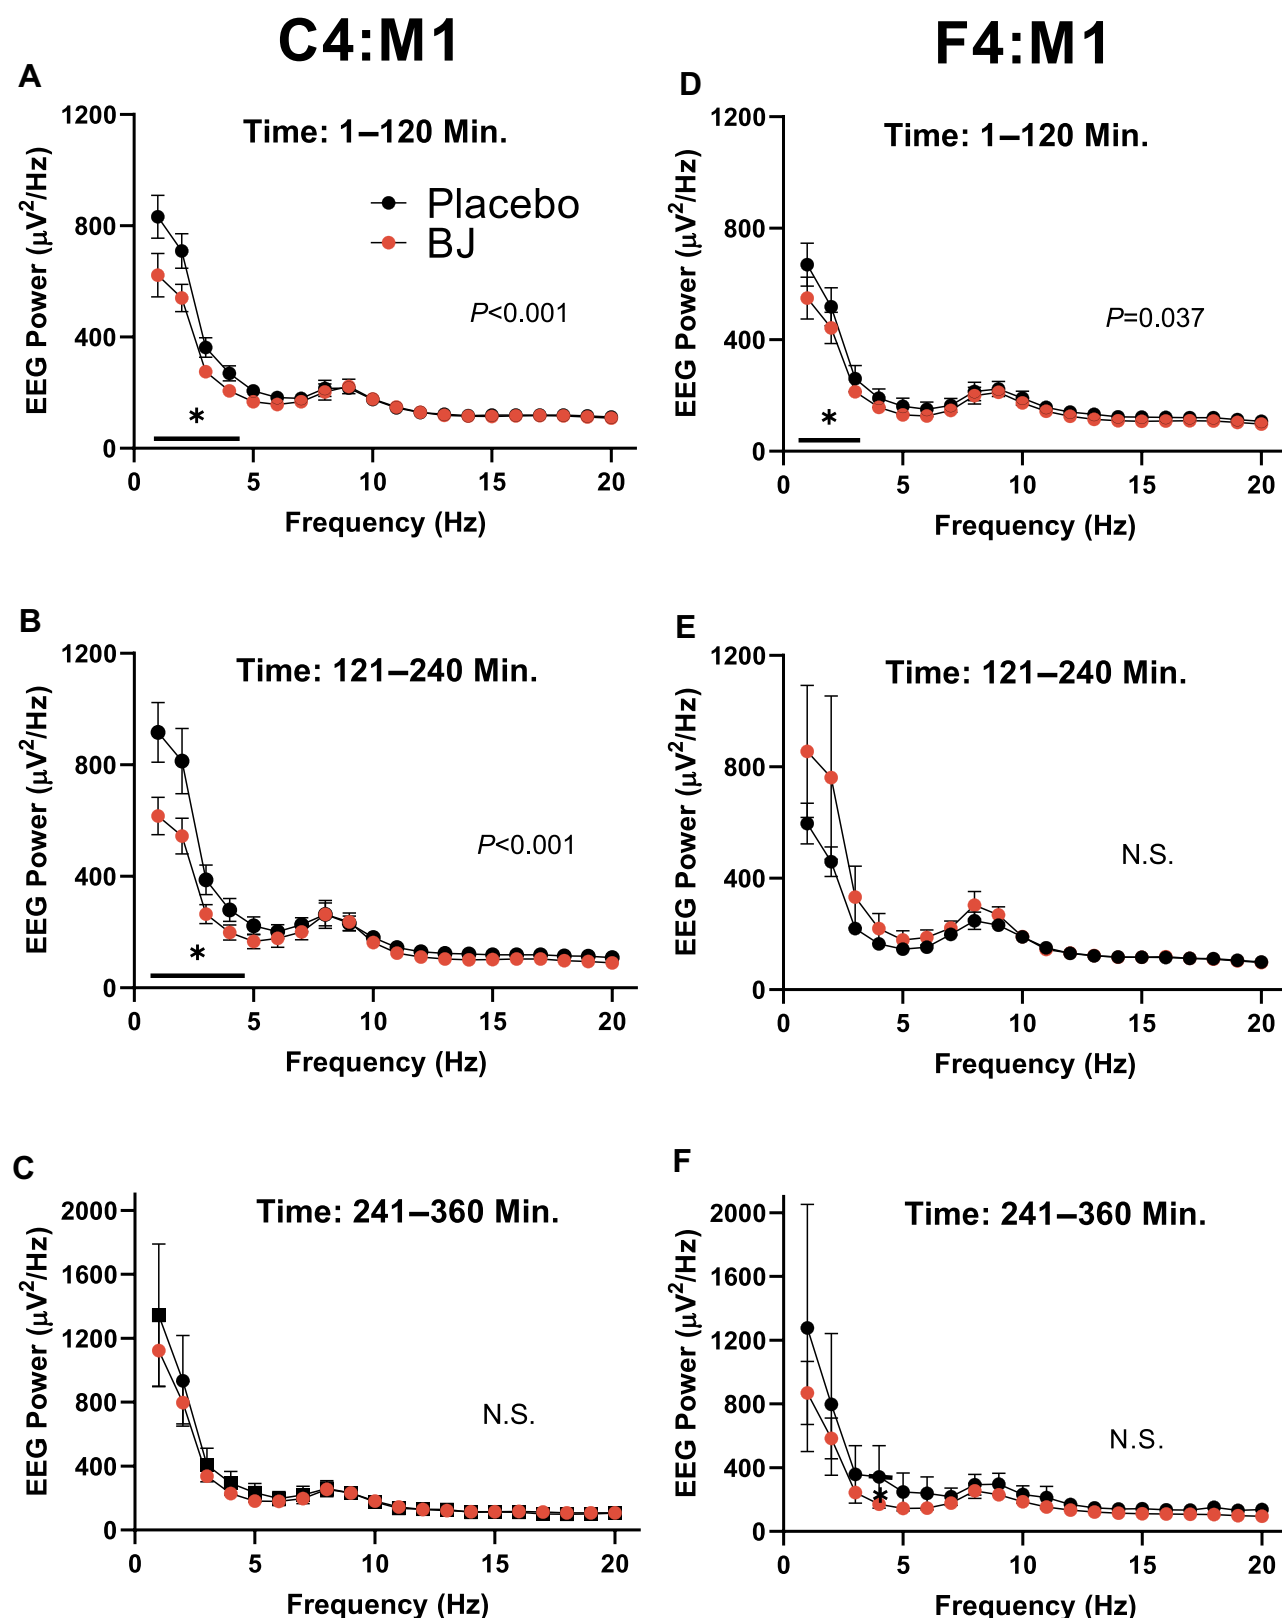 C4:M1
F4:M1
A
1200
800
400
0
EEG Power (µV²/Hz)
Time: 1–120 Min.
Placebo
BJ
P<0.001
*
0 5 10 15 20
Frequency (Hz)
D
1200
800
400
0
EEG Power (µV²/Hz)
Time: 1–120 Min.
P=0.037
*
0 5 10 15 20
Frequency (Hz)
B
1200
800
400
0
EEG Power (µV²/Hz)
Time: 121–240 Min.
P<0.001
*
0 5 10 15 20
Frequency (Hz)
E
1200
800
400
0
EEG Power (µV²/Hz)
Time: 121–240 Min.
N.S.
0 5 10 15 20
Frequency (Hz)
C
2000
1600
1200
800
400
0
EEG Power (µV²/Hz)
Time: 241–360 Min.
N.S.
0 5 10 15 20
Frequency (Hz)
F
2000
1600
1200
800
400
0
EEG Power (µV²/Hz)
Time: 241–360 Min.
N.S.
*
0 5 10 15 20
Frequency (Hz)